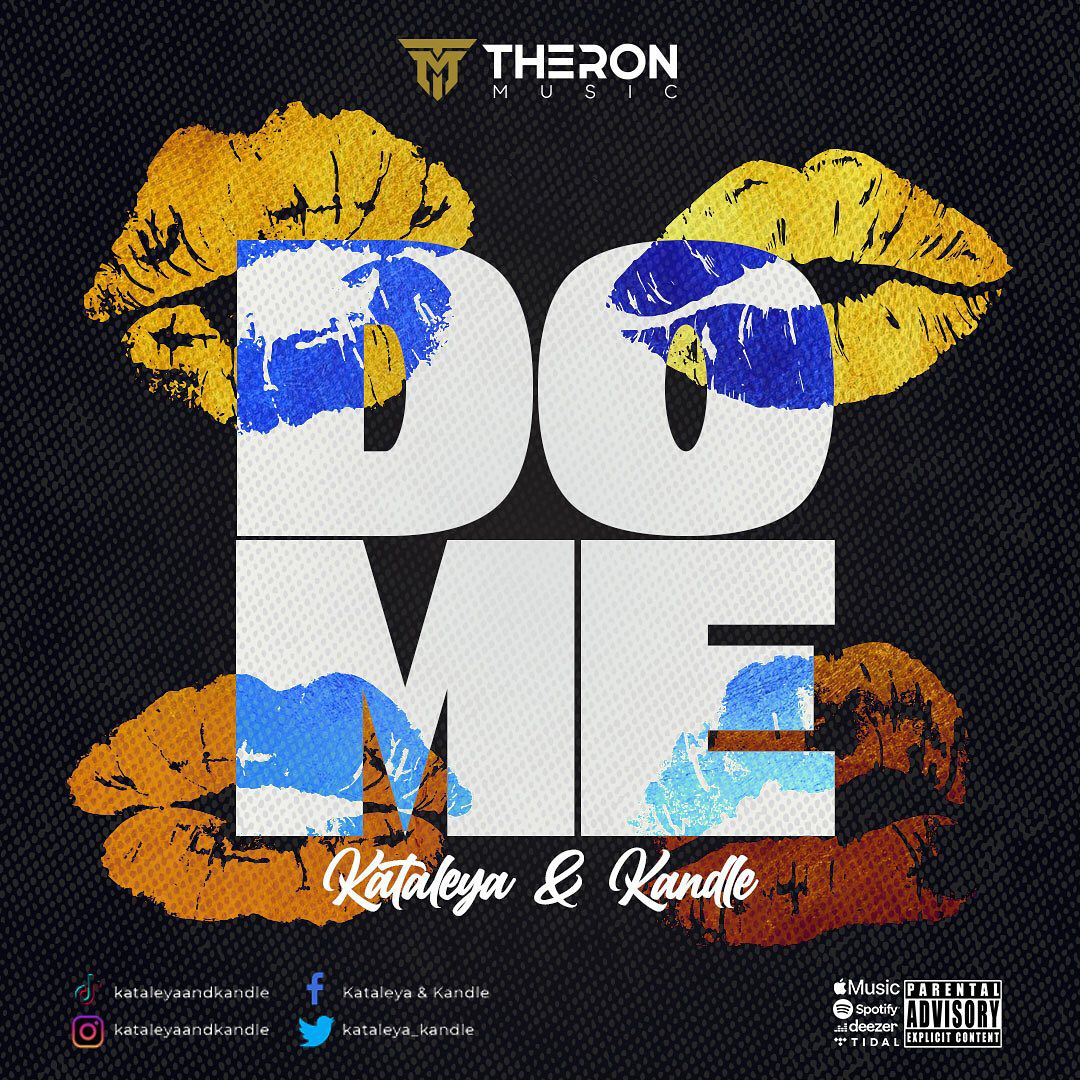 THERON
MUSIC
DO
ME
Kataleya & Kandle
kataleyaandkandle
Kataleya & Kandle
kataleyaandkandle
kataleya_kandle
Music
Spotify
deezer
TIDAL
PARENTAL
ADVISORY
EXPLICIT CONTENT